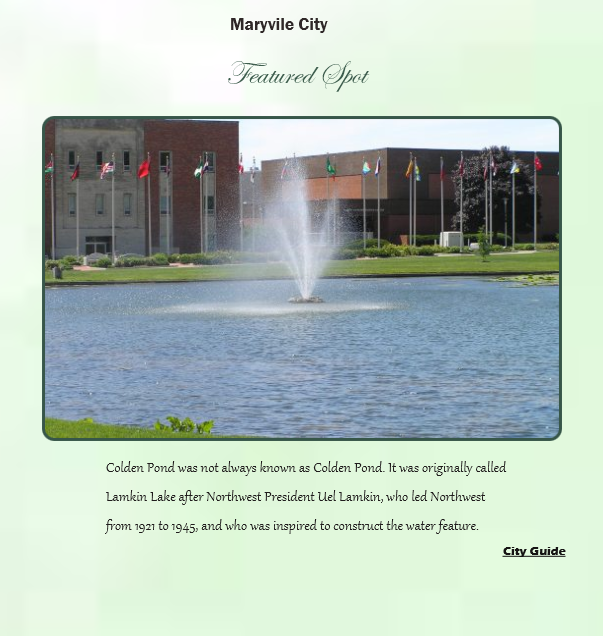 Maryvile City
Featured Spot
Colden Pond was not always known as Colden Pond. It was originally called
Lamkin Lake after Northwest President Uel Lamkin, who led Northwest
from 1921 to 1945, and who was inspired to construct the water feature.
City Guide